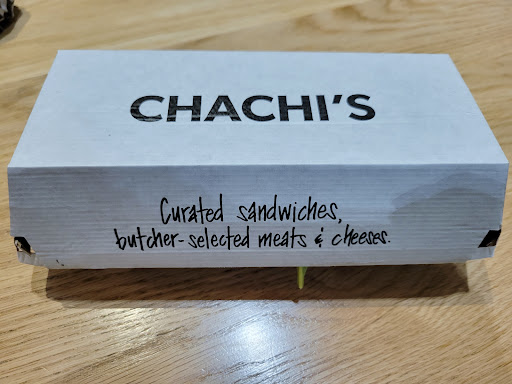 CHACHI'S
Curated sandwiches,
butcher-selected meats & cheeses.